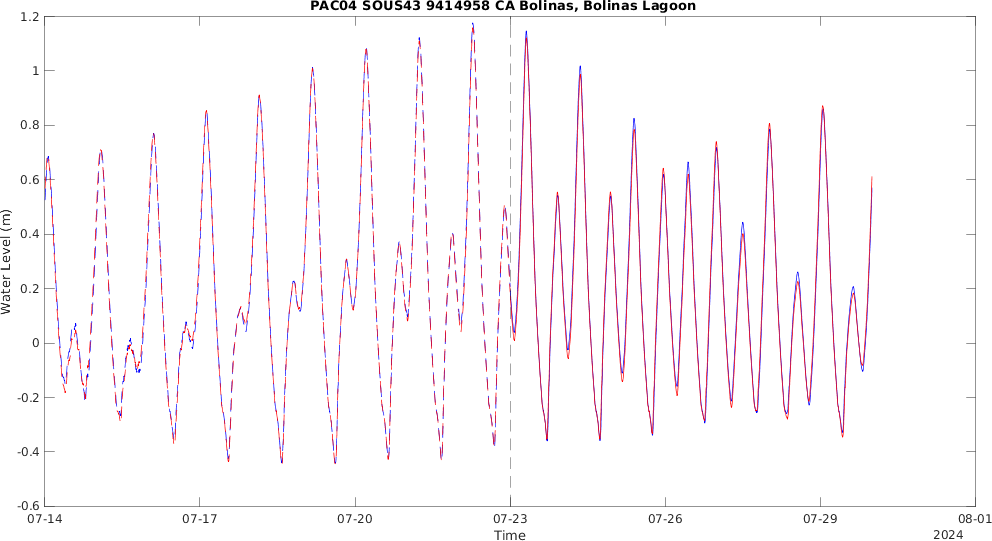 PAC04 SOUS43 9414958 CA Bolinas, Bolinas Lagoon
1.2
1
0.8
0.6
0.4
0.2
0
-0.2
-0.4
-0.6
Water Level (m)
07-14 07-17 07-20 07-23 07-26 07-29 08-01
Time
2024